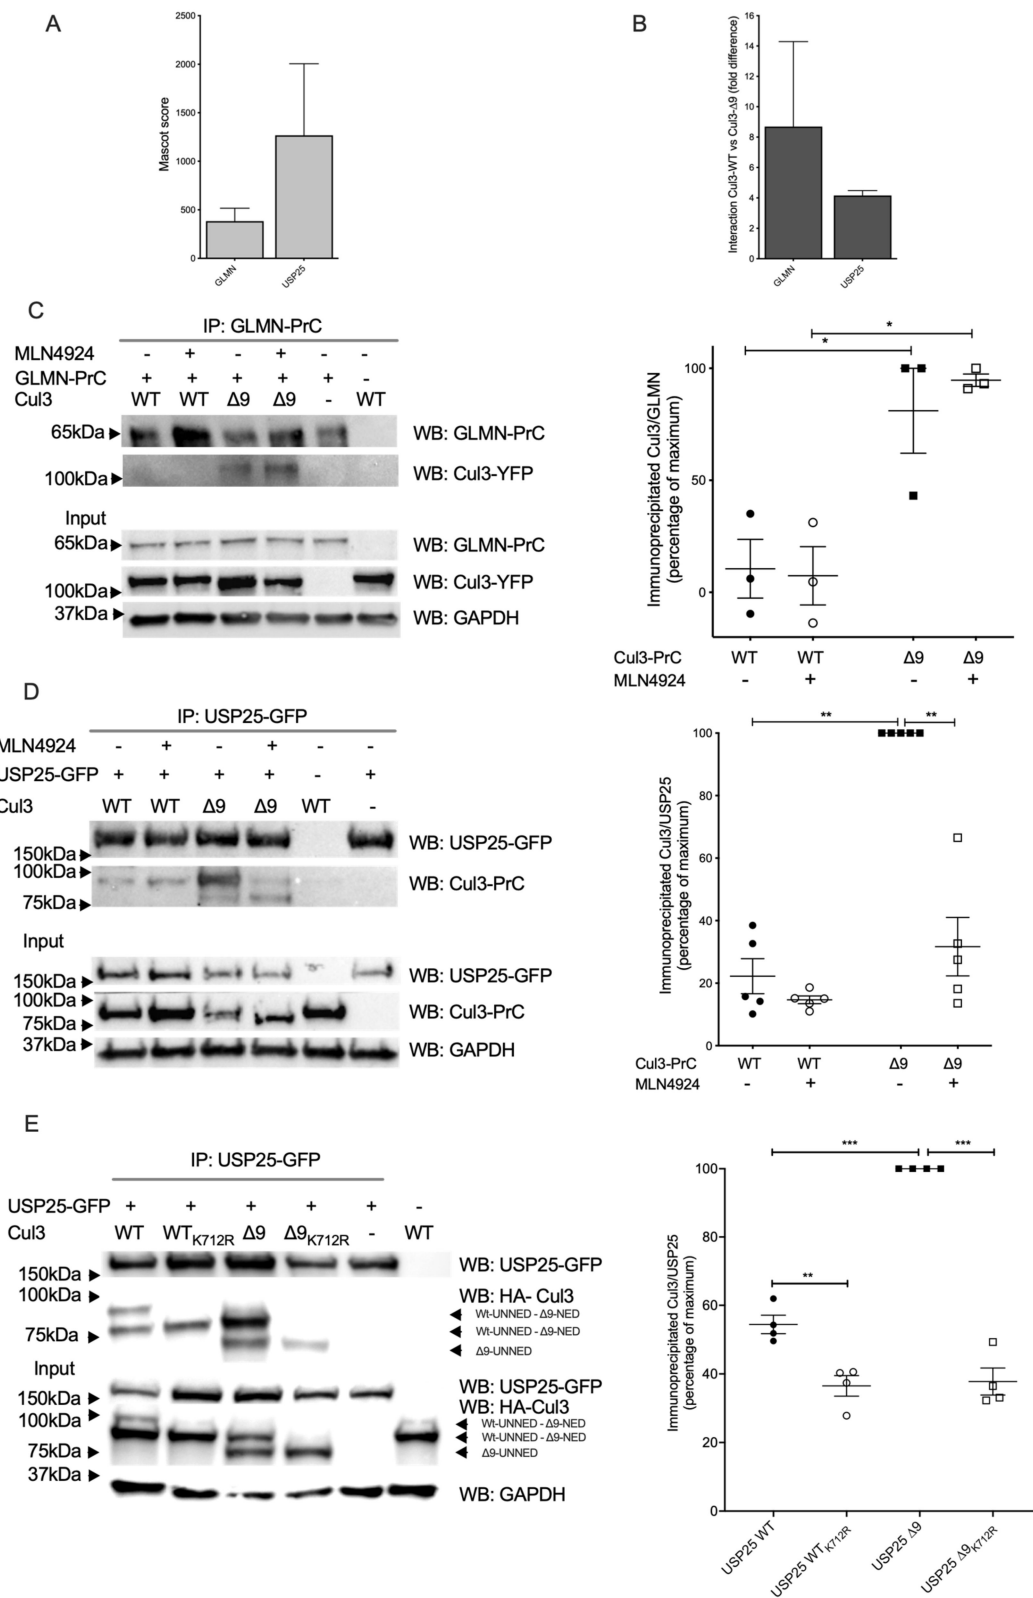 A
2500
2000
1500
1000
500
0
Mascot score
GLMN
USP25
B
16
14
12
10
8
6
4
2
0
Interaction Cul3-WT vs Cul3-Δ9 (fold difference)
GLMN
USP25
C
IP: GLMN-PrC
MLN4924 - + - + - -
GLMN-PrC + + + + + -
Cul3 WT WT Δ9 Δ9 - WT
65kDa WB: GLMN-PrC
100kDa WB: Cul3-YFP
Input
65kDa WB: GLMN-PrC
100kDa WB: Cul3-YFP
37kDa WB: GAPDH
*
*
100
50
0
Immunoprecipitated Cul3/GLMN
(percentage of maximum)
Cul3-PrC WT WT Δ9 Δ9
MLN4924 - + - +
D
IP: USP25-GFP
MLN4924 - + - + - -
USP25-GFP + + + + - +
Cul3 WT WT Δ9 Δ9 WT -
150kDa WB: USP25-GFP
100kDa
75kDa WB: Cul3-PrC
Input
150kDa WB: USP25-GFP
100kDa
75kDa WB: Cul3-PrC
37kDa WB: GAPDH
** **
100
80
60
40
20
0
Immunoprecipitated Cul3/USP25
(percentage of maximum)
Cul3-PrC WT WT Δ9 Δ9
MLN4924 - + - +
E
IP: USP25-GFP
USP25-GFP + + + + + -
Cul3 WT WTK712R Δ9 Δ9K712R - WT
150kDa WB: USP25-GFP
100kDa WB: HA- Cul3
Wt-UNNED - Δ9-NED
75kDa Wt-UNNED - Δ9-NED
Δ9-UNNED
Input
150kDa WB: USP25-GFP
100kDa WB: HA-Cul3
Wt-UNNED - Δ9-NED
Wt-UNNED - Δ9-NED
75kDa Δ9-UNNED
37kDa
WB: GAPDH
*** ***
**
100
80
60
40
20
0
Immunoprecipitated Cul3/USP25
(percentage of maximum)
USP25 WT
USP25 WTK712R
USP25 Δ9
USP25 Δ9K712R